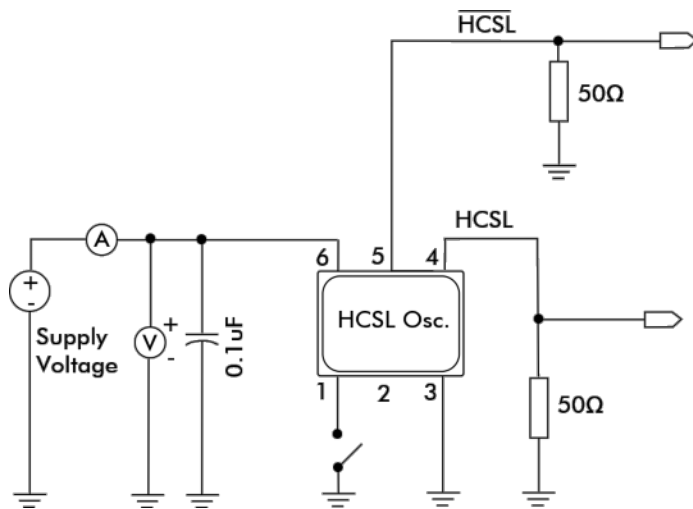 HCSL
50Ω
HCSL
A
6 5 4
+
-
HCSL Osc.
Supply
Voltage
+
V
-
0.1uF
1 2 3
50Ω